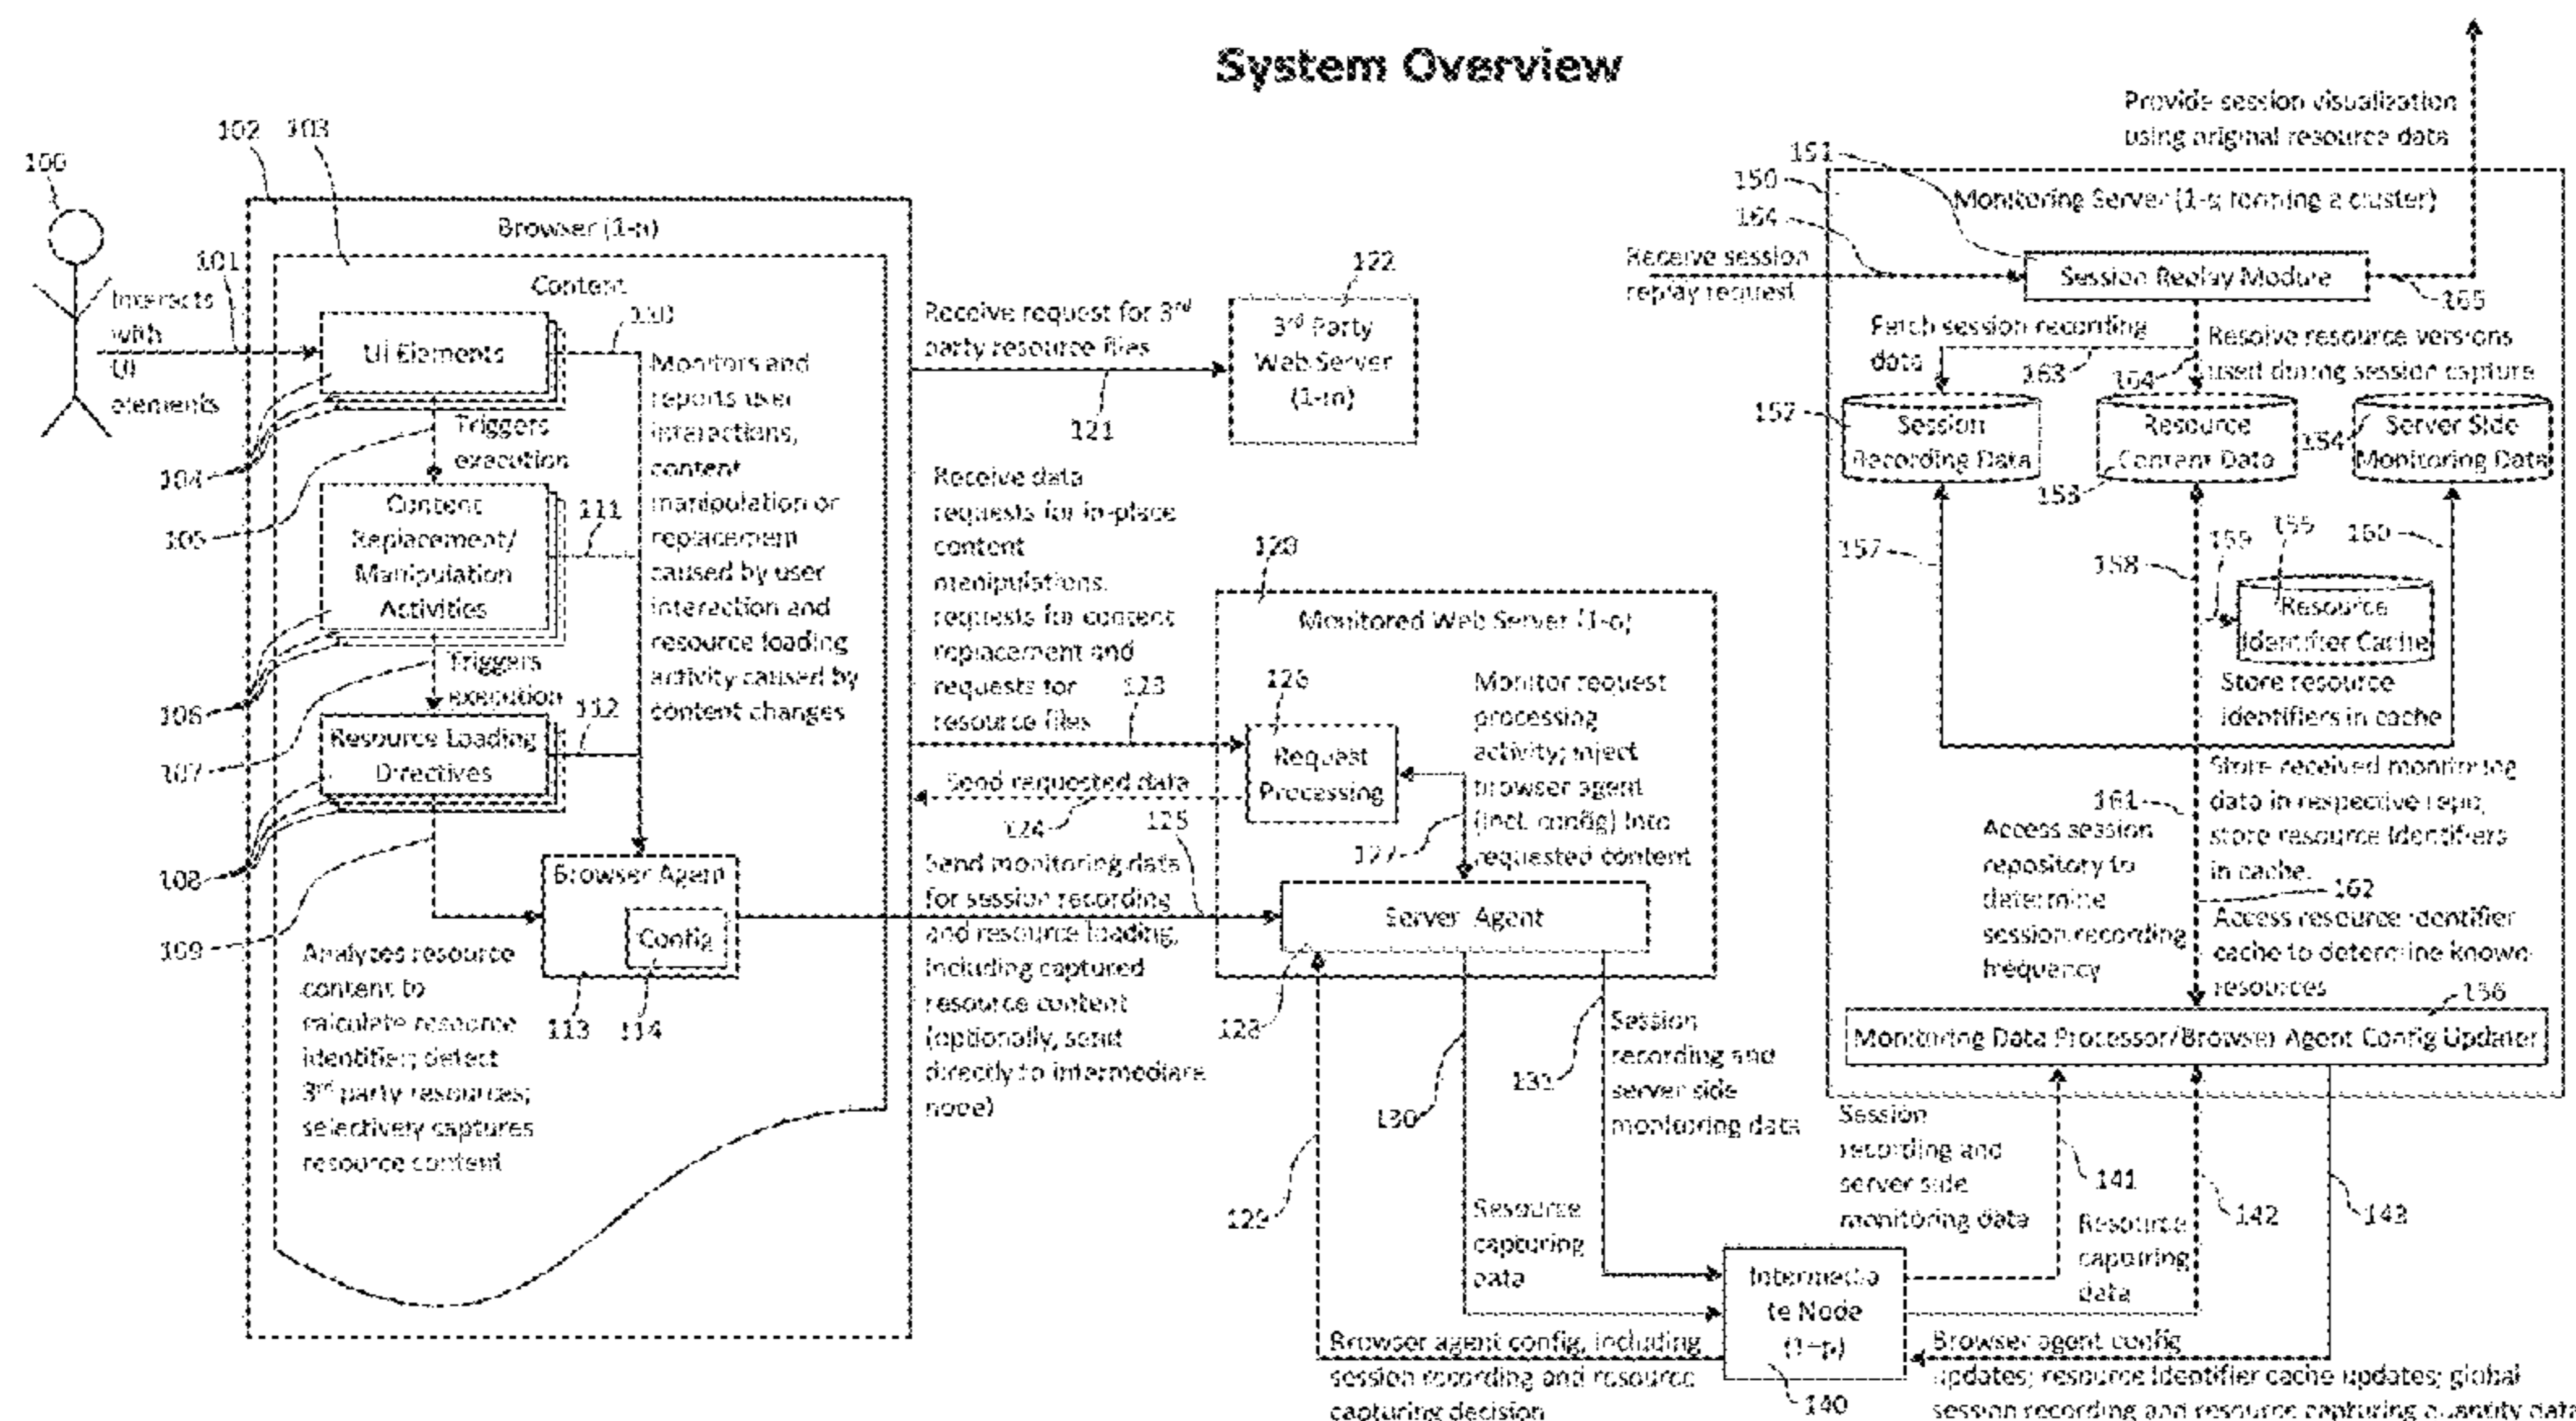 System Overview
100
102
103
101
Interacts
with
UI
elements
Browser (1-n)
Content
UI Elements
110
104
Triggers
execution
105
Content
Replacement/
Manipulation
Activities
111
106
Triggers
execution
107
Resource Loading
Directives
112
108
109
Monitors and
reports user
interactions,
content
manipulation or
replacement
caused by user
interaction and
resource loading
activity caused by
content changes
Browser Agent
Config
113
114
Analyzes resource
content to
calculate resource
identifier; detect
3rd party resources;
selectively captures
resource content
Receive request for 3rd
party resource files
121
122
3rd Party
Web Server
(1-m)
Receive data
requests for in-place
content
manipulations,
requests for content
replacement and
requests for
resource files
123
Send requested data
124
125
Send monitoring data
for session recording
and resource loading,
including captured
resource content
(optionally, send
directly to intermediare
node)
120
Monitored Web Server (1-o)
126
Request
Processing
Monitor request
processing
activity; inject
browser agent
(incl. config) into
requested content
127
Server Agent
128
129
130
131
Session
recording and
server side
monitoring data
Resource
capturing
data
Intermedia
te Node
(1-p)
140
Browser agent config, including
session recording and resource
capturing decision
Provide session visualization
using original resource data
151
150
164
Receive session
replay request
Monitoring Server (1-q forming a cluster)
Session Replay Module
165
Fetch session recording
data
163
164
Resolve resource versions
used during session capture
152
Session
Recording Data
153
Resource
Content Data
154
Server Side
Monitoring Data
157
158
159
155
160
Resource
Identifier Cache
Store resource
identifiers in cache
Store received monitoring
data in respective repo,
store resource identifiers
in cache.
161
Access session
repository to
determine
session recording
frequency
162
Access resource identifier
cache to determine known
resources
156
Monitoring Data Processor/Browser Agent Config Updater
Session
recording and
server side
monitoring data
141
Resource
capturing
data
142
143
Browser agent config
updates; resource identifier cache updates; global
session recording and resource capturing quantity data